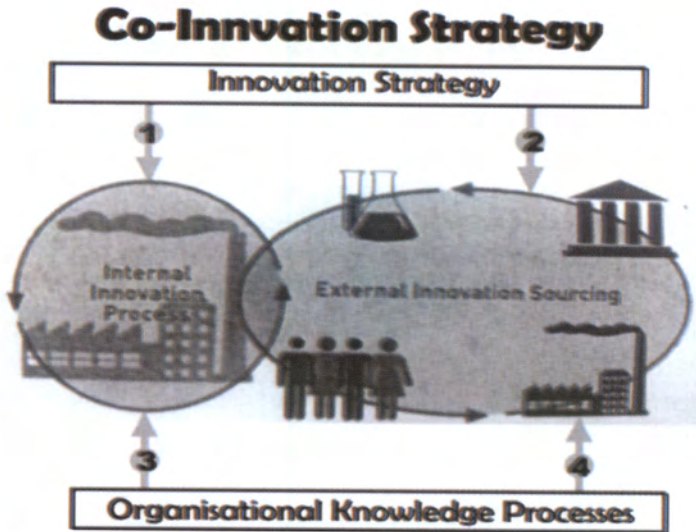 Co-Innvation Strategy
Innovation Strategy
1
2
Internal
Innovation
Process
External Innovation Sourcing
3
4
Organisational Knowledge Processes